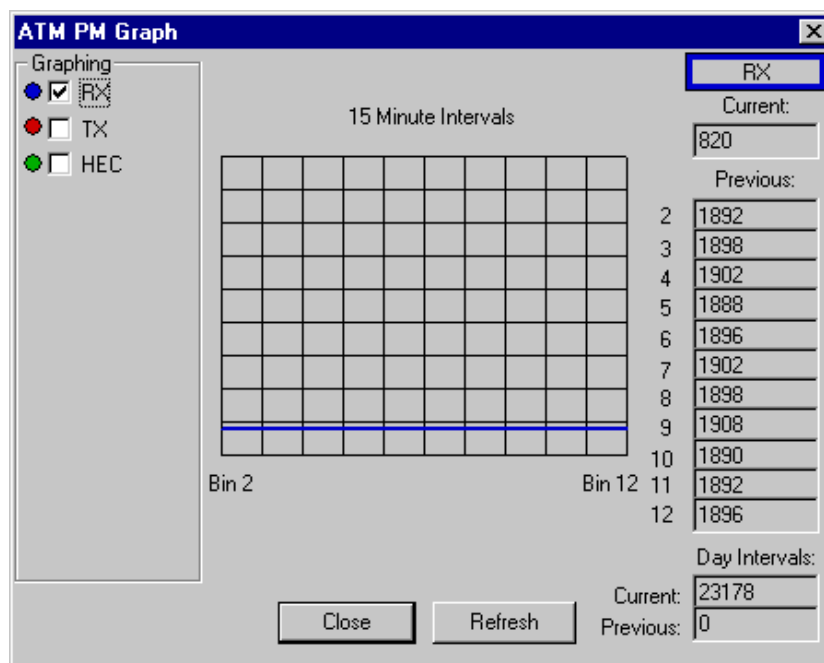 ATM PM Graph
Graphing
RX
TX
HEC
15 Minute Intervals
Bin 2
Bin 12
RX
Current:
820
Previous:
2 1892
3 1898
4 1902
5 1888
6 1896
7 1902
8 1898
9 1908
10 1890
11 1892
12 1896
Day Intervals:
Current: 23178
Previous: 0
Close
Refresh